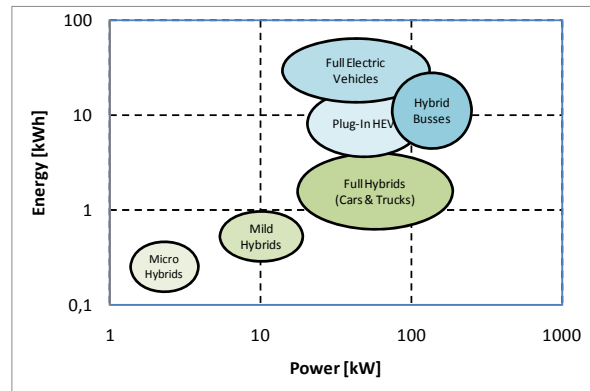 100
10
1
0,1
Energy [kWh]
Full Electric
Vehicles
Hybrid
Busses
Plug-In HEV
Full Hybrids
(Cars & Trucks)
Mild
Hybrids
Micro
Hybrids
1
10
100
1000
Power [kW]